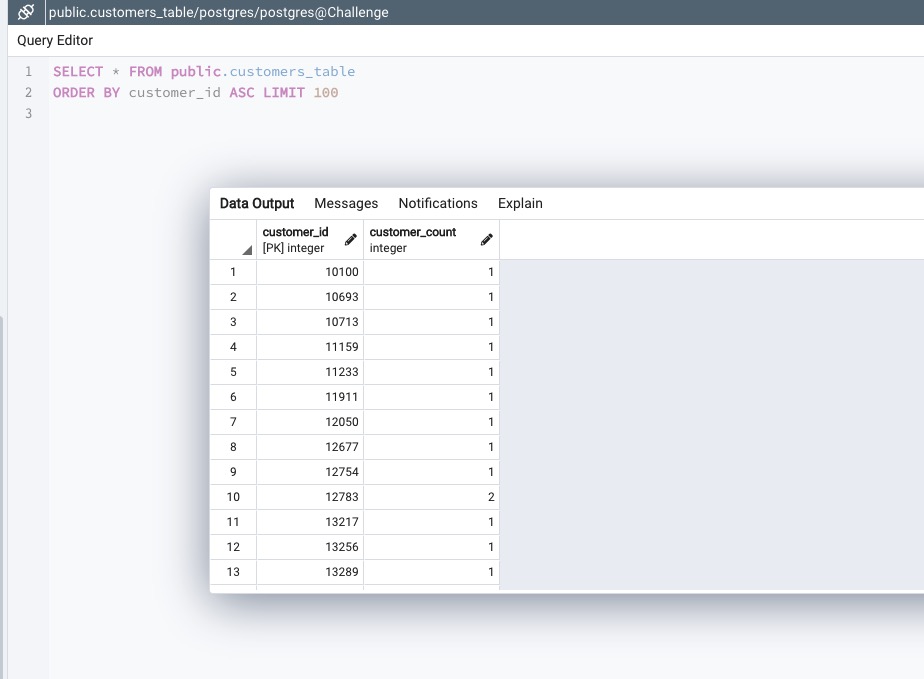 public.customers_table/postgres/postgres@Challenge
Query Editor
1 SELECT * FROM public.customers_table
2 ORDER BY customer_id ASC LIMIT 100
3
Data Output Messages Notifications Explain
customer_id customer_count
[PK] integer integer
1 10100 1
2 10693 1
3 10713 1
4 11159 1
5 11233 1
6 11911 1
7 12050 1
8 12677 1
9 12754 1
10 12783 2
11 13217 1
12 13256 1
13 13289 1